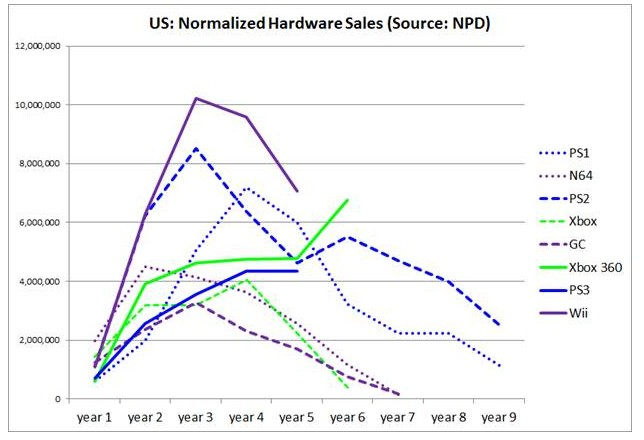 US: Normalized Hardware Sales (Source: NPD)
12,000,000
10,000,000
8,000,000
6,000,000
4,000,000
2,000,000
0
year 1 year 2 year 3 year 4 year 5 year 6 year 7 year 8 year 9
PS1
N64
PS2
Xbox
GC
Xbox 360
PS3
Wii